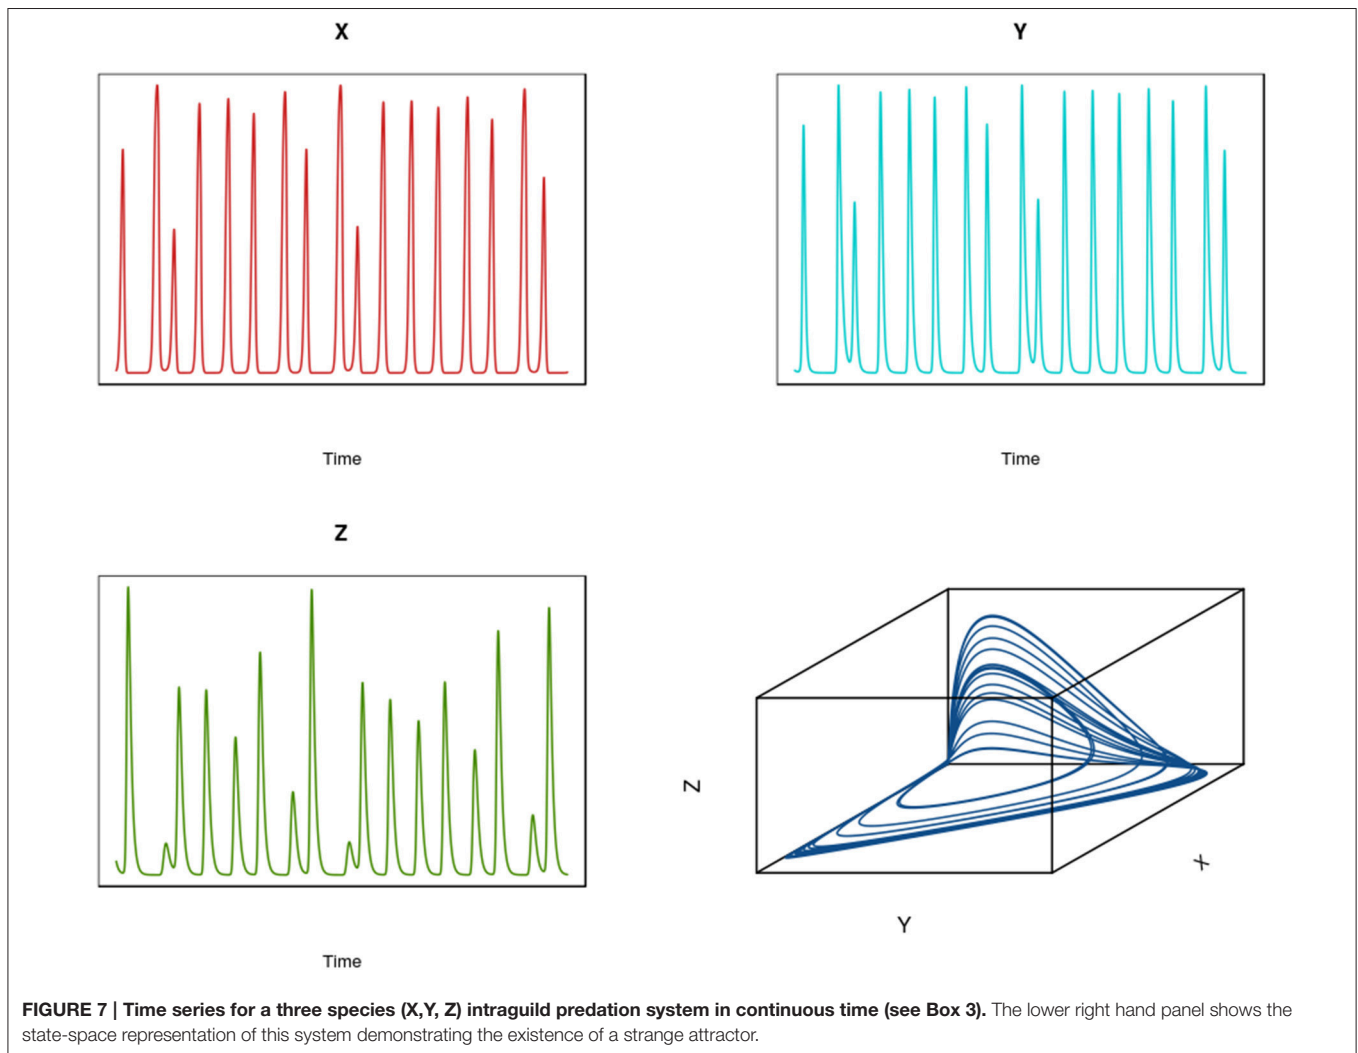 X
Y
Time
Time
Z
Z
X
Y
Time
FIGURE 7 | Time series for a three species (X,Y, Z) intraguild predation system in continuous time (see Box 3). The lower right hand panel shows the
state-space representation of this system demonstrating the existence of a strange attractor.